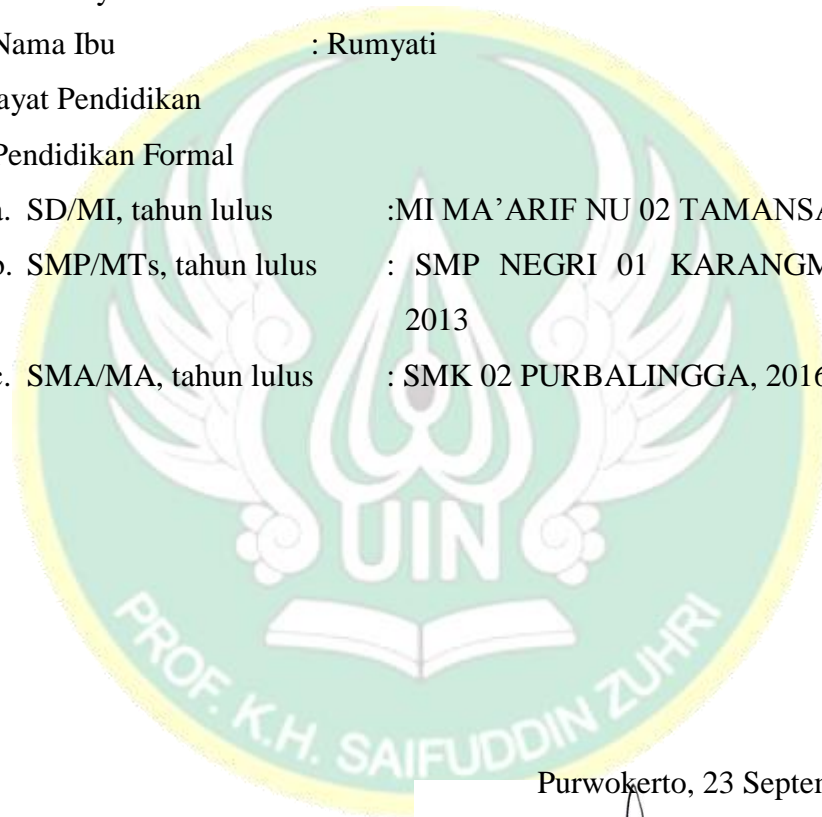 Nama Ibu : Rumyati
ayat Pendidikan
Pendidikan Formal
a. SD/MI, tahun lulus :MI MA’ARIF NU 02 TAMANSA
b. SMP/MTs, tahun lulus : SMP NEGRI 01 KARANGM
2013
c. SMA/MA, tahun lulus : SMK 02 PURBALINGGA, 2016
UIN
PROF. K.H. SAIFUDDIN ZUHRI
Purwokerto, 23 Septe